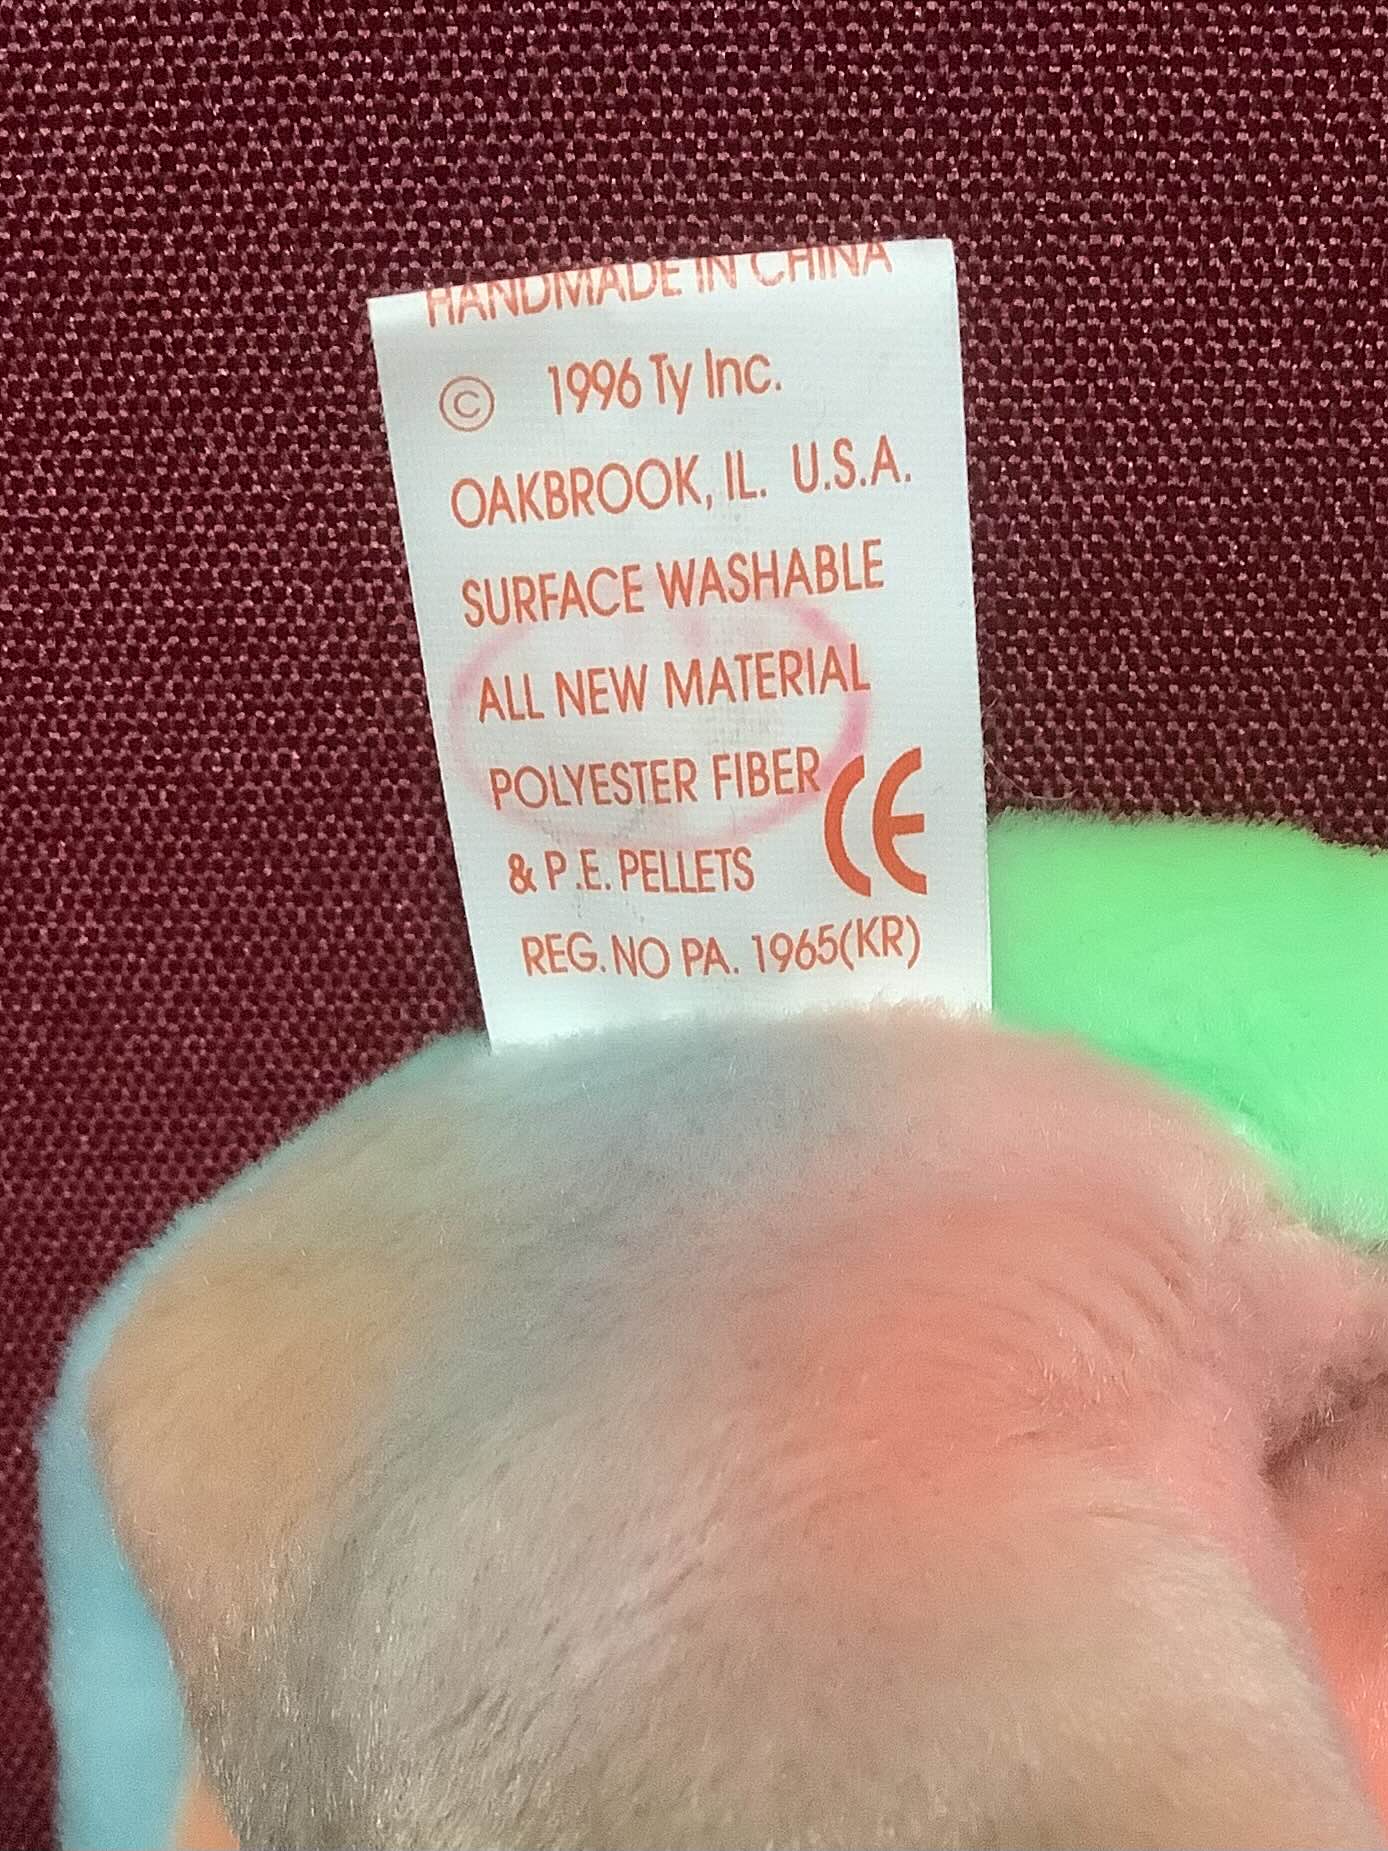 HANDMADE IN CHINA
© 1996 Ty Inc.
OAKBROOK, IL. U.S.A.
SURFACE WASHABLE
ALL NEW MATERIAL
POLYESTER FIBER
& P.E. PELLETS CE
REG. NO PA. 1965(KR)